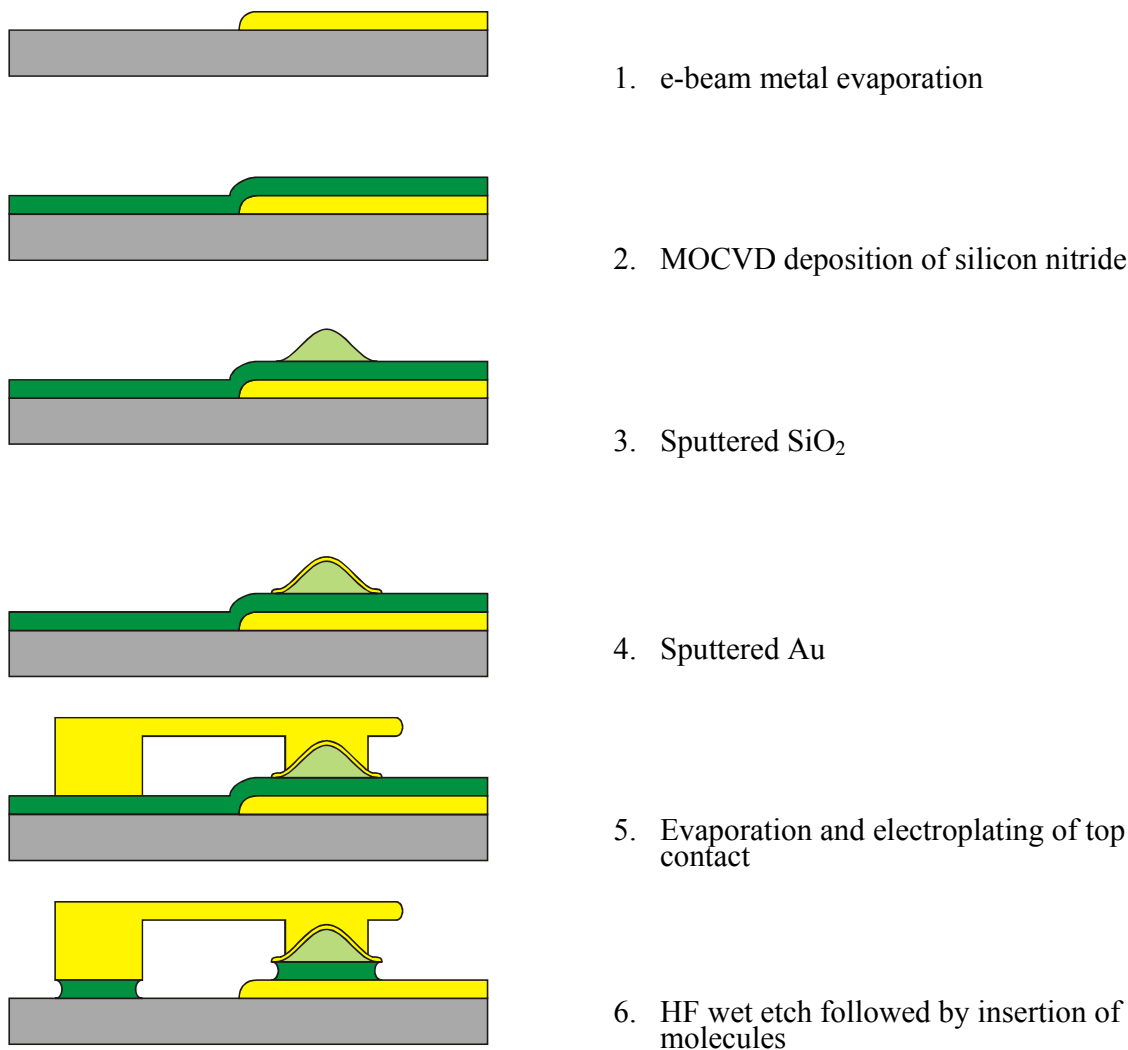 1. e-beam metal evaporation
2. MOCVD deposition of silicon nitride
3. Sputtered SiO₂
4. Sputtered Au
5. Evaporation and electroplating of top
contact
6. HF wet etch followed by insertion of
molecules